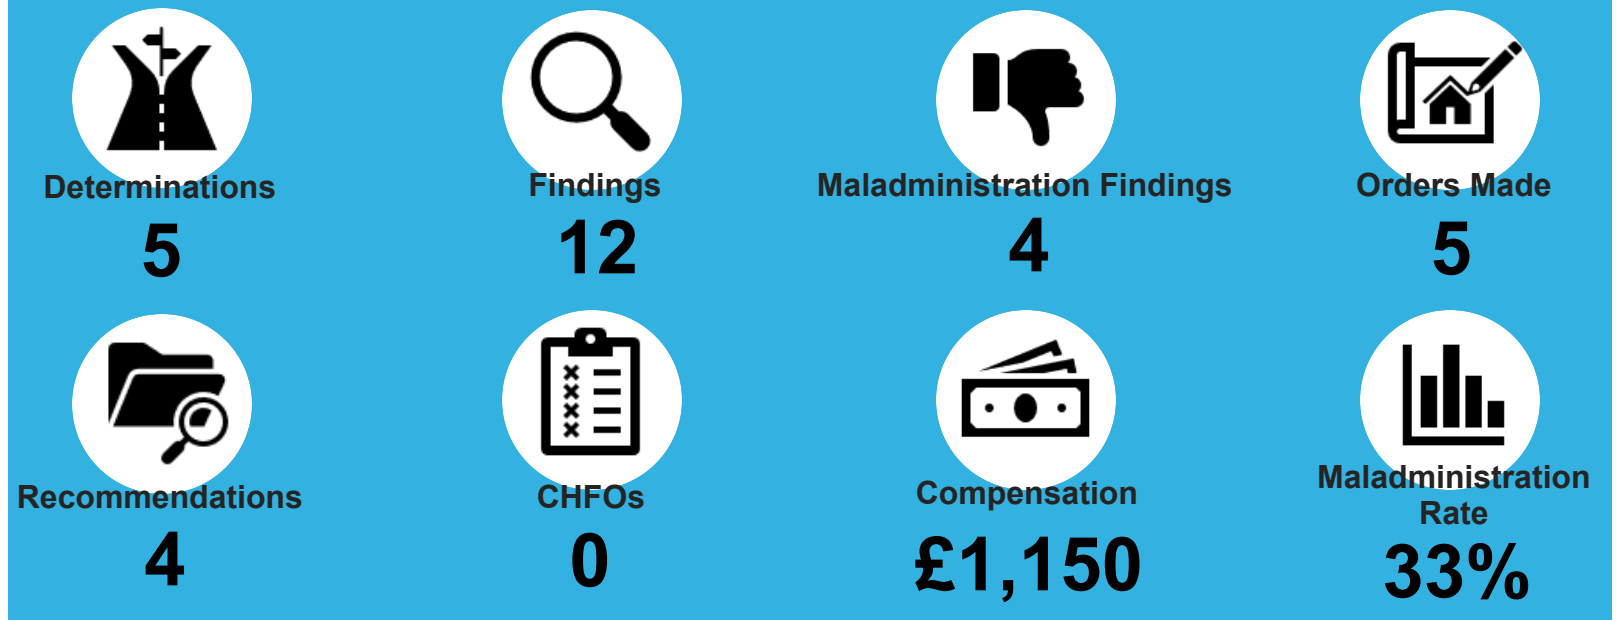 Determinations
5
Findings
12
Maladministration Findings
4
Orders Made
5
Recommendations
4
CHFOs
0
Compensation
£1,150
Maladministration
Rate
33%